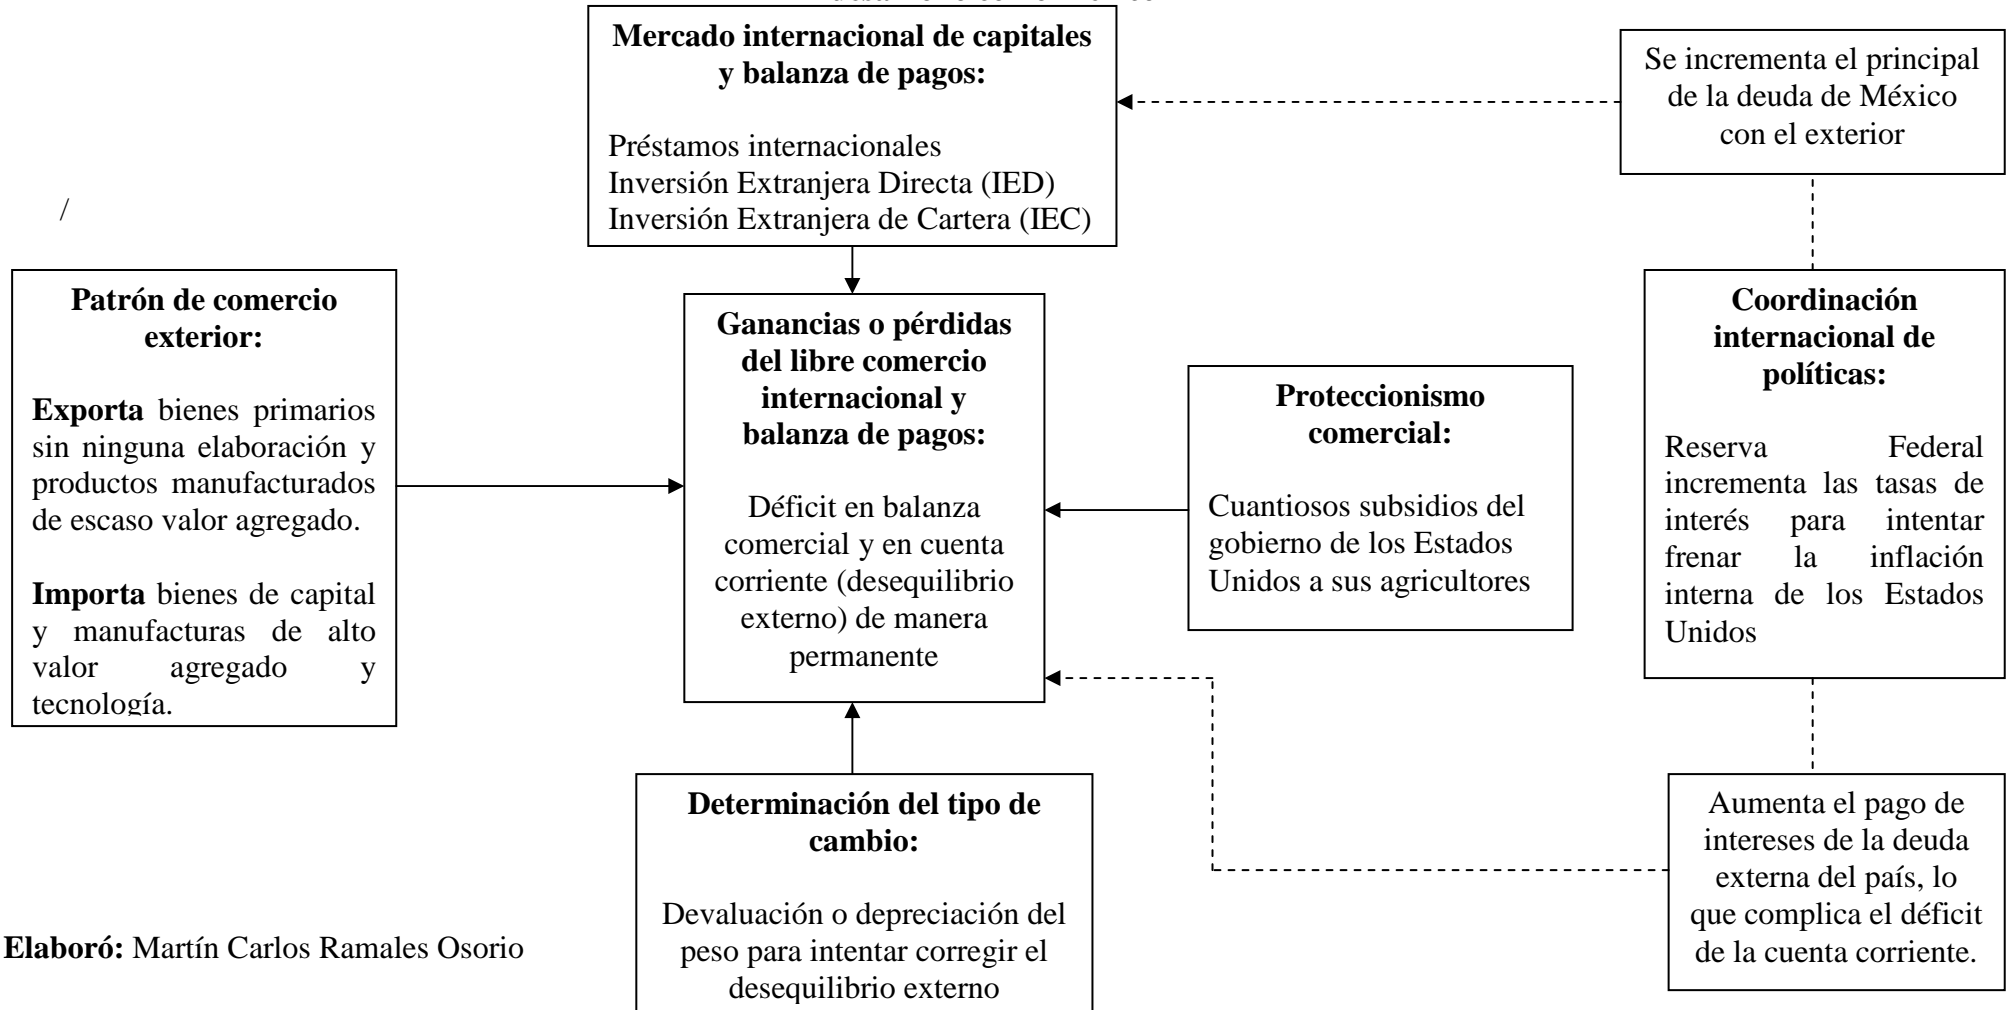 Mercado internacional de capitales
y balanza de pagos:
Préstamos internacionales
Inversión Extranjera Directa (IED)
Inversión Extranjera de Cartera (IEC)
Se incrementa el principal
de la deuda de México
con el exterior
/
Patrón de comercio
exterior:
Exporta bienes primarios
sin ninguna elaboración y
productos manufacturados
de escaso valor agregado.
Importa bienes de capital
y manufacturas de alto
valor agregado y
tecnología.
Ganancias o pérdidas
del libre comercio
internacional y
balanza de pagos:
Déficit en balanza
comercial y en cuenta
corriente (desequilibrio
externo) de manera
permanente
Proteccionismo
comercial:
Cuantiosos subsidios del
gobierno de los Estados
Unidos a sus agricultores
Coordinación
internacional de
políticas:
Reserva Federal
incrementa las tasas de
interés para intentar
frenar la inflación
interna de los Estados
Unidos
Determinación del tipo de
cambio:
Devaluación o depreciación del
peso para intentar corregir el
desequilibrio externo
Aumenta el pago de
intereses de la deuda
externa del país, lo
que complica el déficit
de la cuenta corriente.
Elaboró: Martín Carlos Ramales Osorio